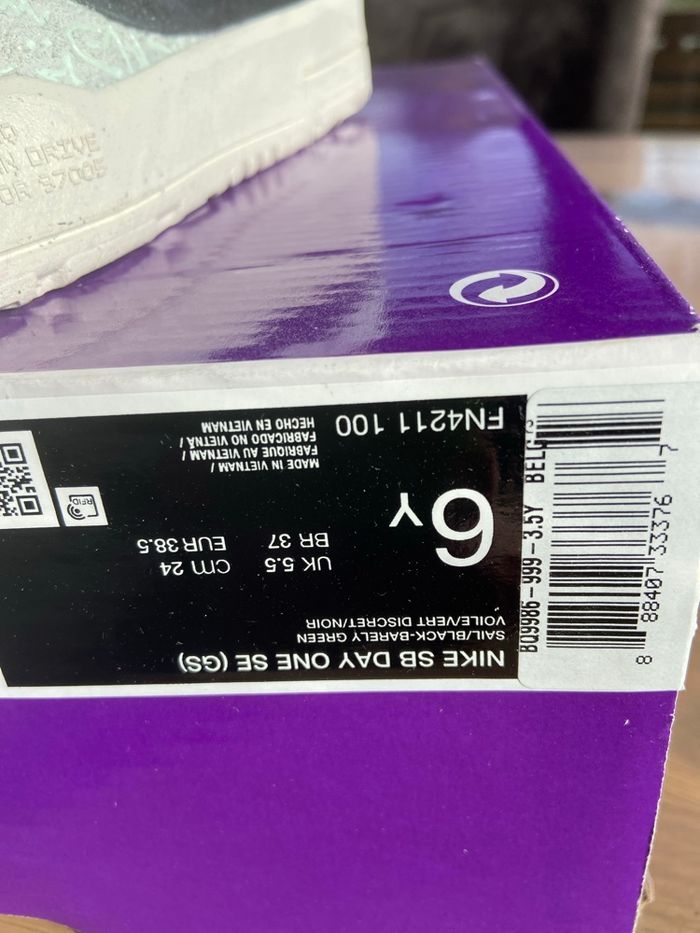 NIKE SB DAY ONE SE (GS)
SAIL/BLACK-BARELY GREEN
VOILE/VERT DISCRET/NOIR
6Y
UK 5.5 cm 24
BR 37 EUR 38.5
MADE IN VIETNAM /
FABRIQUE AU VIETNAM /
FABRICADO NO VIETNÃ /
HECHO EN VIETNAM
FN4211 100
RFID
BQ9986-999-3.5Y
8 88407 33376 7
DRIVE
OR 97005